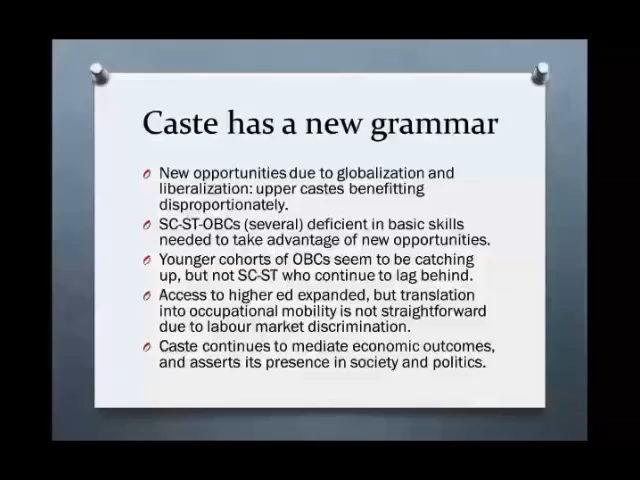 Caste has a new grammar
New opportunities due to globalization and
liberalization: upper castes benefitting
disproportionately.
SC-ST-OBCs (several) deficient in basic skills
needed to take advantage of new opportunities.
Younger cohorts of OBCs seem to be catching
up, but not SC-ST who continue to lag behind.
Access to higher ed expanded, but translation
into occupational mobility is not straightforward
due to labour market discrimination.
Caste continues to mediate economic outcomes,
and asserts its presence in society and politics.